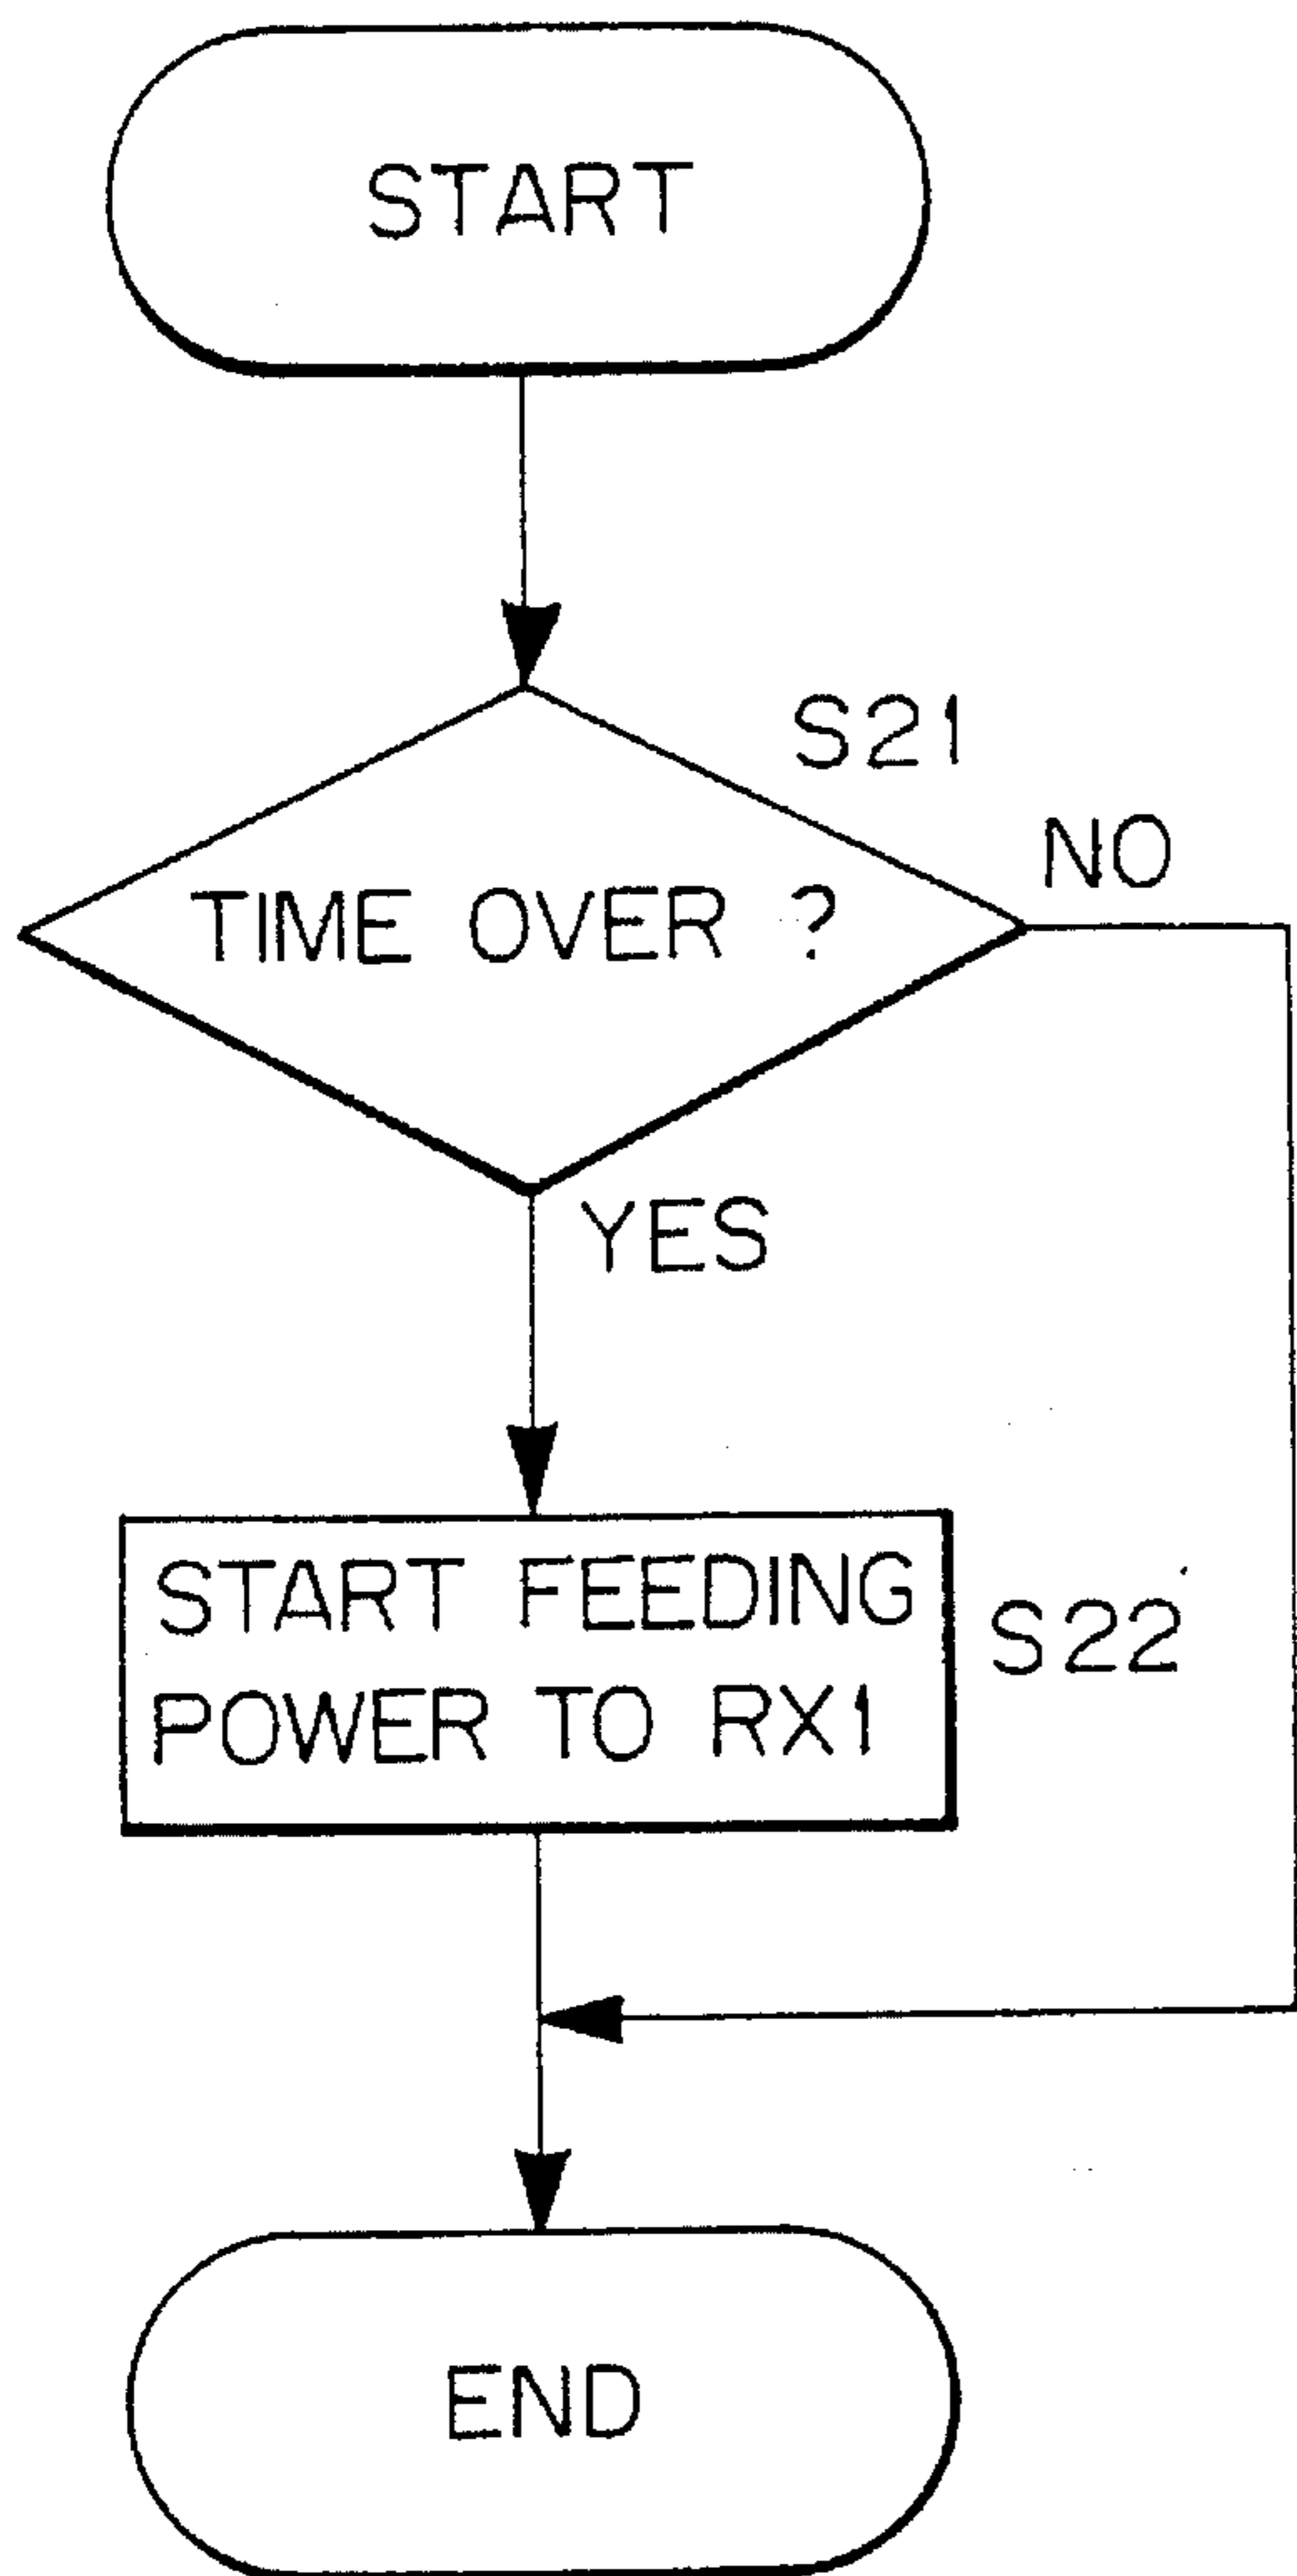 START
S21
NO
TIME OVER ?
YES
START FEEDING
POWER TO RX1
S22
END